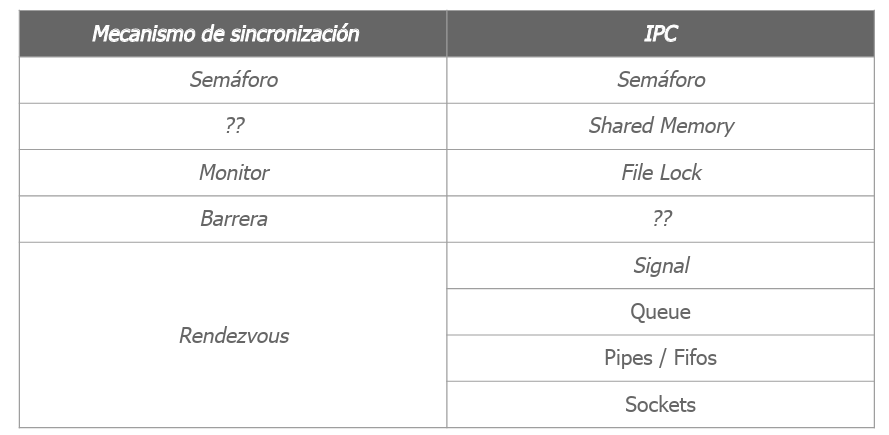 Mecanismo de sincronización IPC
Semáforo Semáforo
?? Shared Memory
Monitor File Lock
Barrera ??
Signal
Queue
Rendezvous
Pipes / Fifos
Sockets